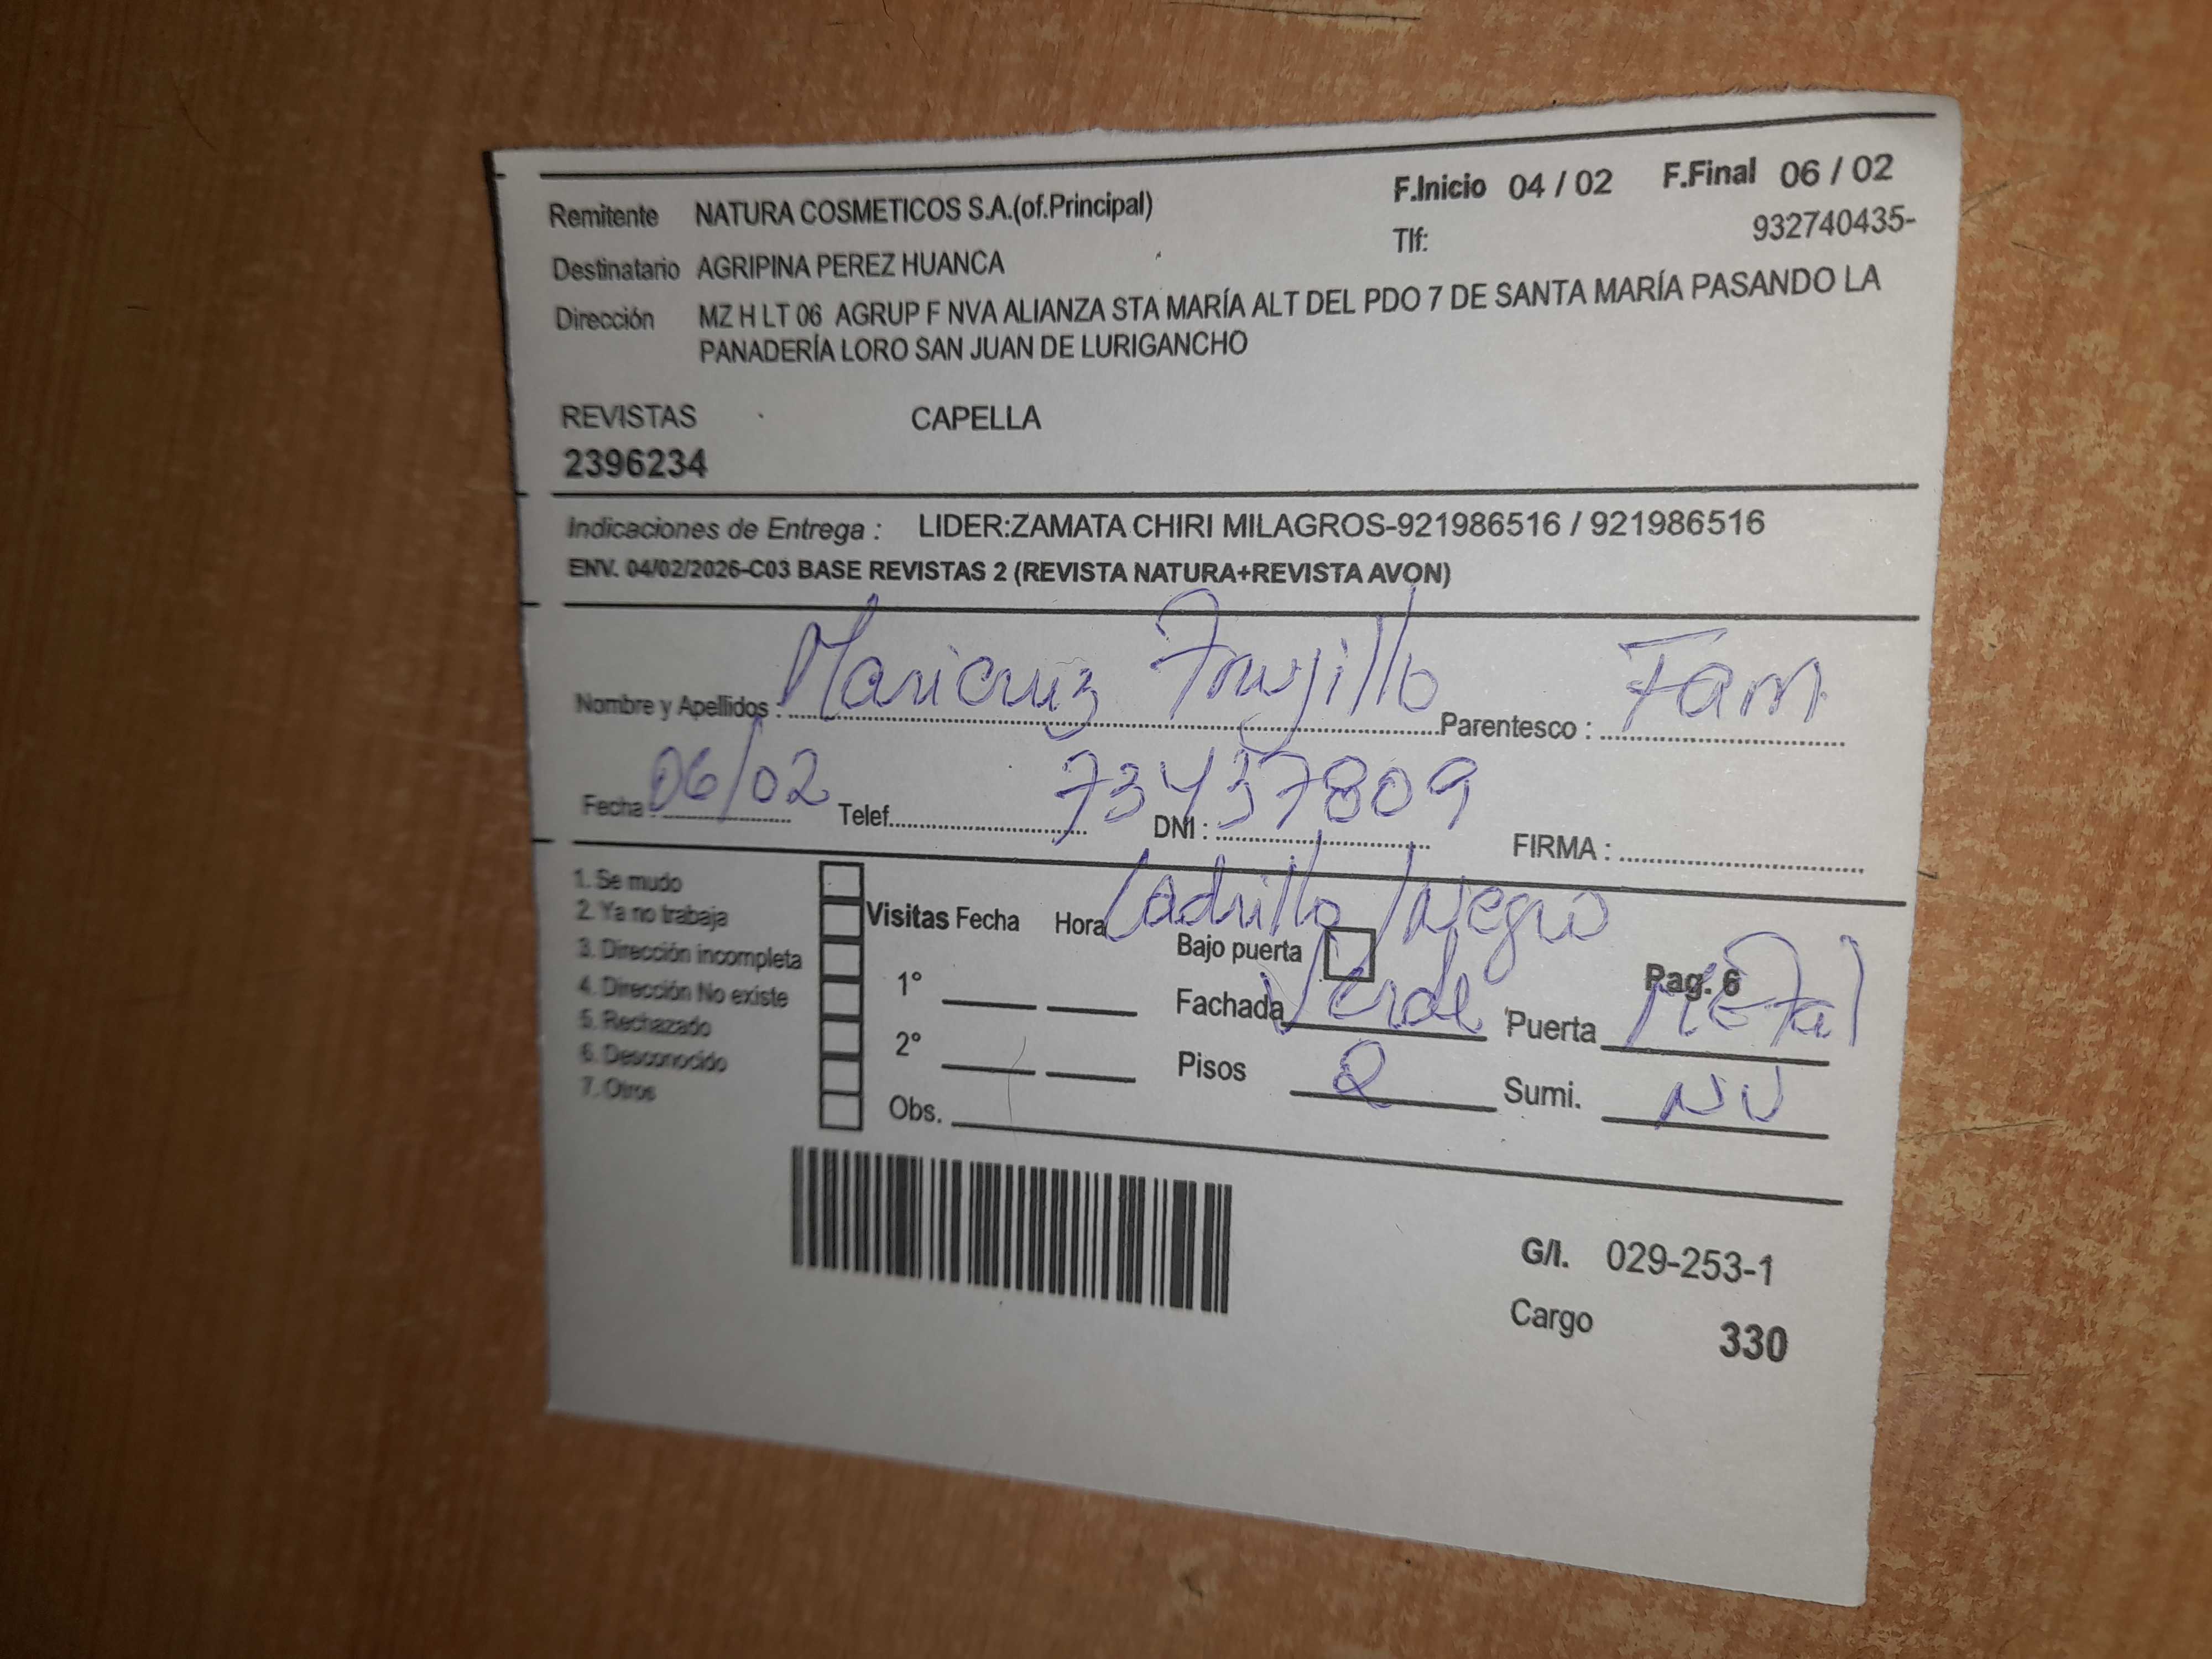 F.Inicio 04 / 02 F.Final 06 / 02
Remitente NATURA COSMETICOS S.A.(of.Principal)
Tlf: 932740435-
Destinatario AGRIPINA PEREZ HUANCA
Dirección MZ H LT 06 AGRUP F NVA ALIANZA STA MARÍA ALT DEL PDO 7 DE SANTA MARÍA PASANDO LA
PANADERÍA LORO SAN JUAN DE LURIGANCHO
REVISTAS CAPELLA
2396234
Indicaciones de Entrega : LIDER:ZAMATA CHIRI MILAGROS-921986516 / 921986516
ENV. 04/02/2026-C03 BASE REVISTAS 2 (REVISTA NATURA+REVISTA AVON)
Nombre y Apellidos : Maricruz Trujillo Parentesco : Fam
Fecha : 06/02 Telef. DNI : 73437809 FIRMA :
1. Se mudo
2. Ya no trabaja
3. Dirección incompleta
4. Dirección No existe
5. Rechazado
6. Desconocido
7. Otros
Visitas Fecha Hora
Ladrillo/Negro
Bajo puerta
Pag. 6
1° Fachada Verde Puerta Metal
2° Pisos 2 Sumi. NV
Obs.
G/I. 029-253-1
Cargo 330